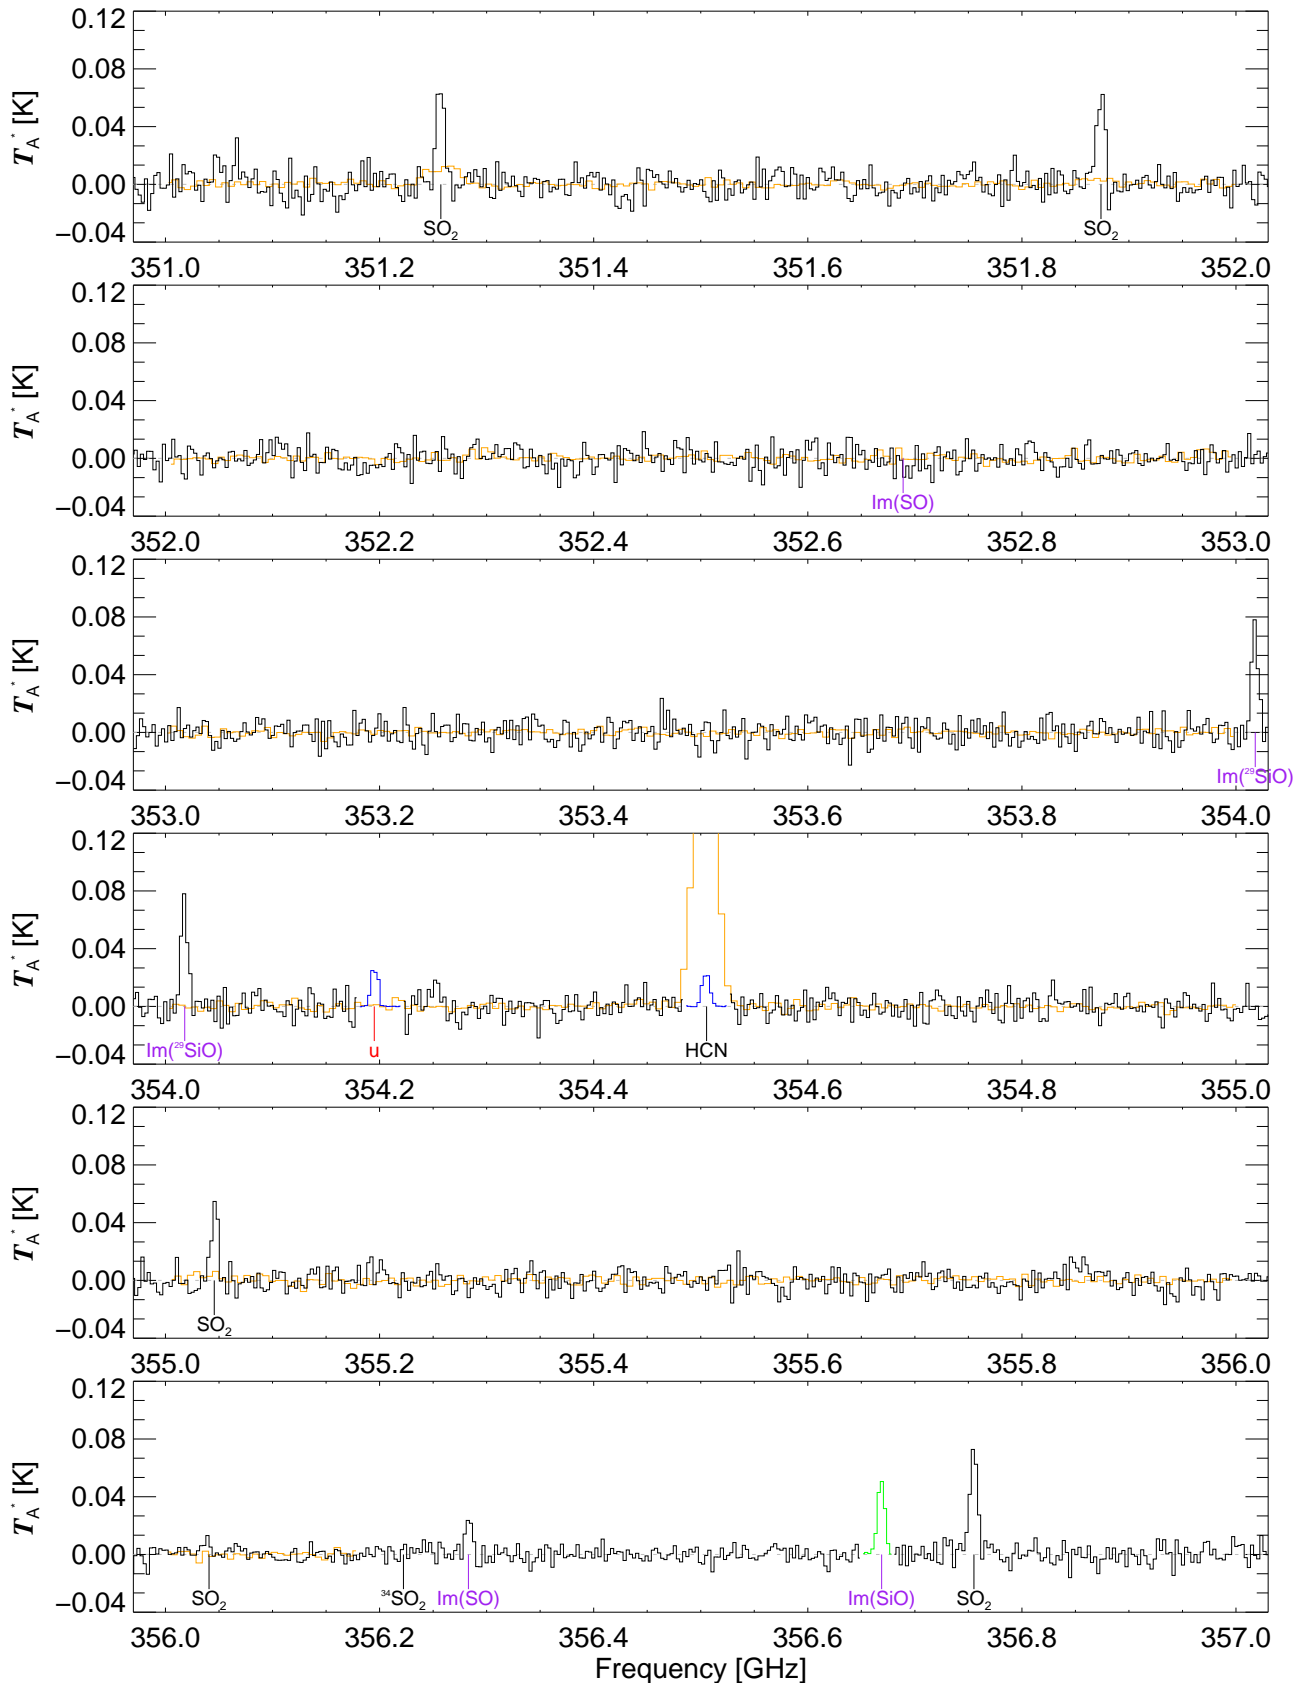 0.12
0.08
0.04
0.00
−0.04
T_A^* [K]
SO₂ SO₂
351.0 351.2 351.4 351.6 351.8 352.0
0.12
0.08
0.04
0.00
−0.04
T_A^* [K]
Im(SO)
352.0 352.2 352.4 352.6 352.8 353.0
0.12
0.08
0.04
0.00
−0.04
T_A^* [K]
Im(²⁹SiO)
353.0 353.2 353.4 353.6 353.8 354.0
0.12
0.08
0.04
0.00
−0.04
T_A^* [K]
Im(²⁹SiO) u HCN
354.0 354.2 354.4 354.6 354.8 355.0
0.12
0.08
0.04
0.00
−0.04
T_A^* [K]
SO₂
355.0 355.2 355.4 355.6 355.8 356.0
0.12
0.08
0.04
0.00
−0.04
T_A^* [K]
SO₂ ³⁴SO₂ Im(SO) Im(SiO) SO₂
356.0 356.2 356.4 356.6 356.8 357.0
Frequency [GHz]